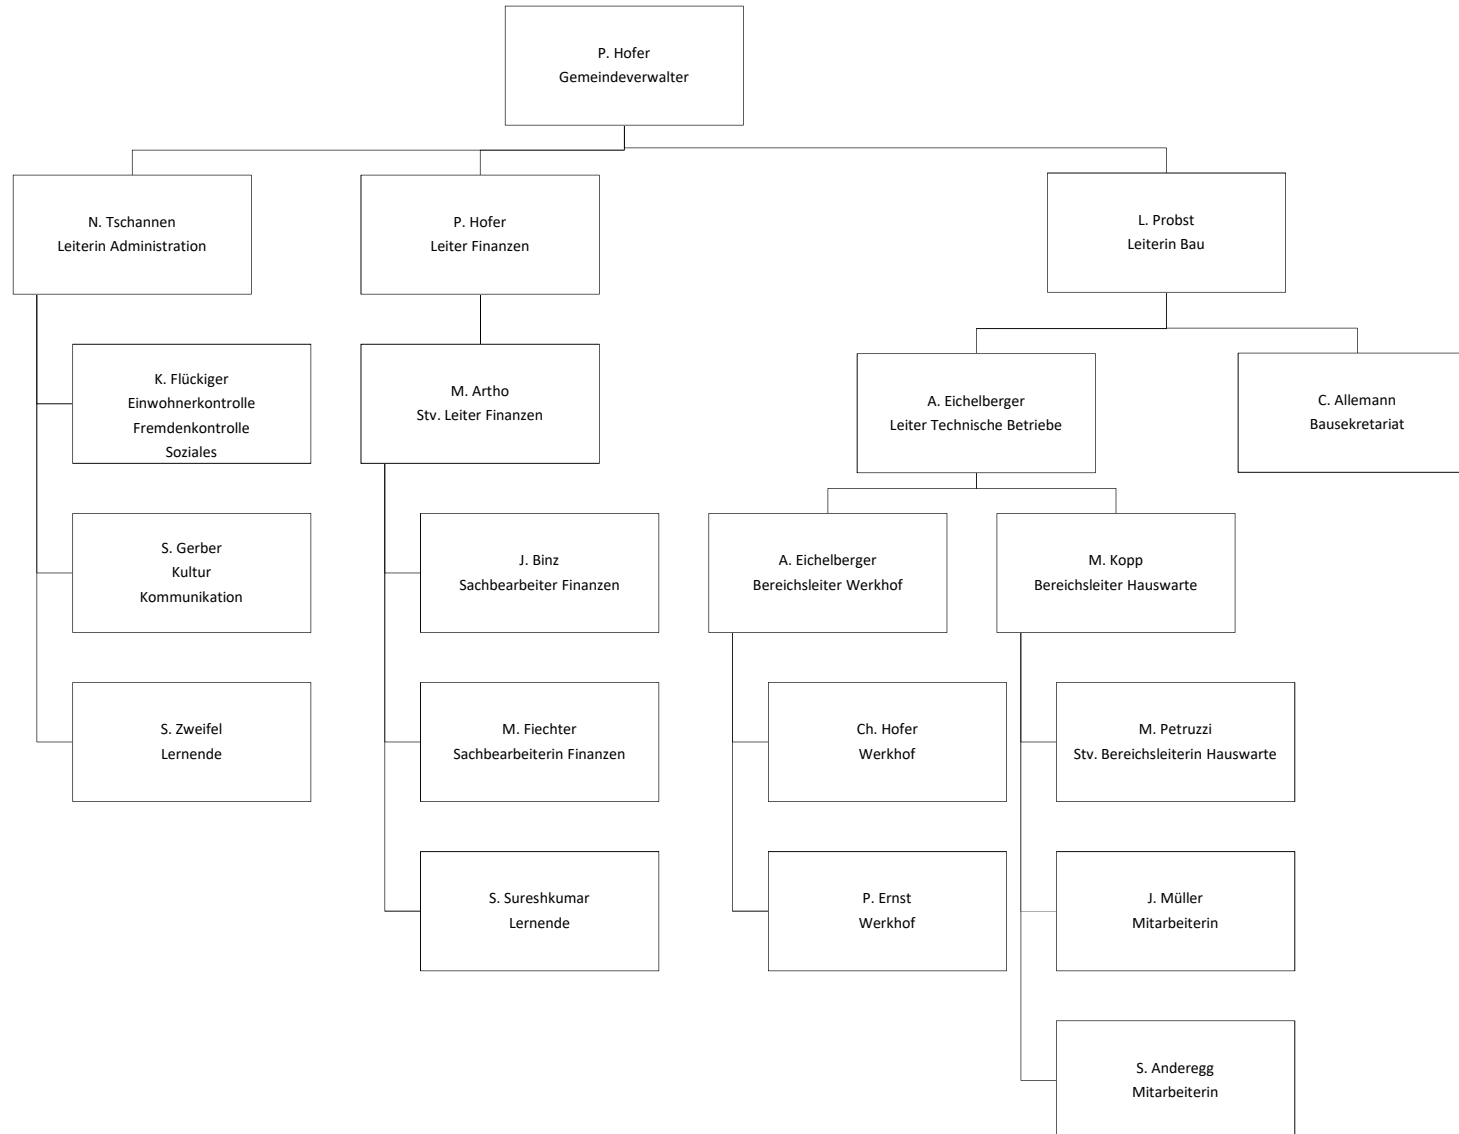 P. Hofer
Gemeindeverwalter
N. Tschannen
Leiterin Administration
P. Hofer
Leiter Finanzen
L. Probst
Leiterin Bau
K. Flückiger
Einwohnerkontrolle
Fremdenkontrolle
Soziales
M. Artho
Stv. Leiter Finanzen
A. Eichelberger
Leiter Technische Betriebe
C. Allemann
Bausekretariat
S. Gerber
Kultur
Kommunikation
J. Binz
Sachbearbeiter Finanzen
A. Eichelberger
Bereichsleiter Werkhof
M. Kopp
Bereichsleiter Hauswarte
S. Zweifel
Lernende
M. Fiechter
Sachbearbeiterin Finanzen
Ch. Hofer
Werkhof
M. Petruzzi
Stv. Bereichsleiterin Hauswarte
S. Sureshkumar
Lernende
P. Ernst
Werkhof
J. Müller
Mitarbeiterin
S. Anderegg
Mitarbeiterin